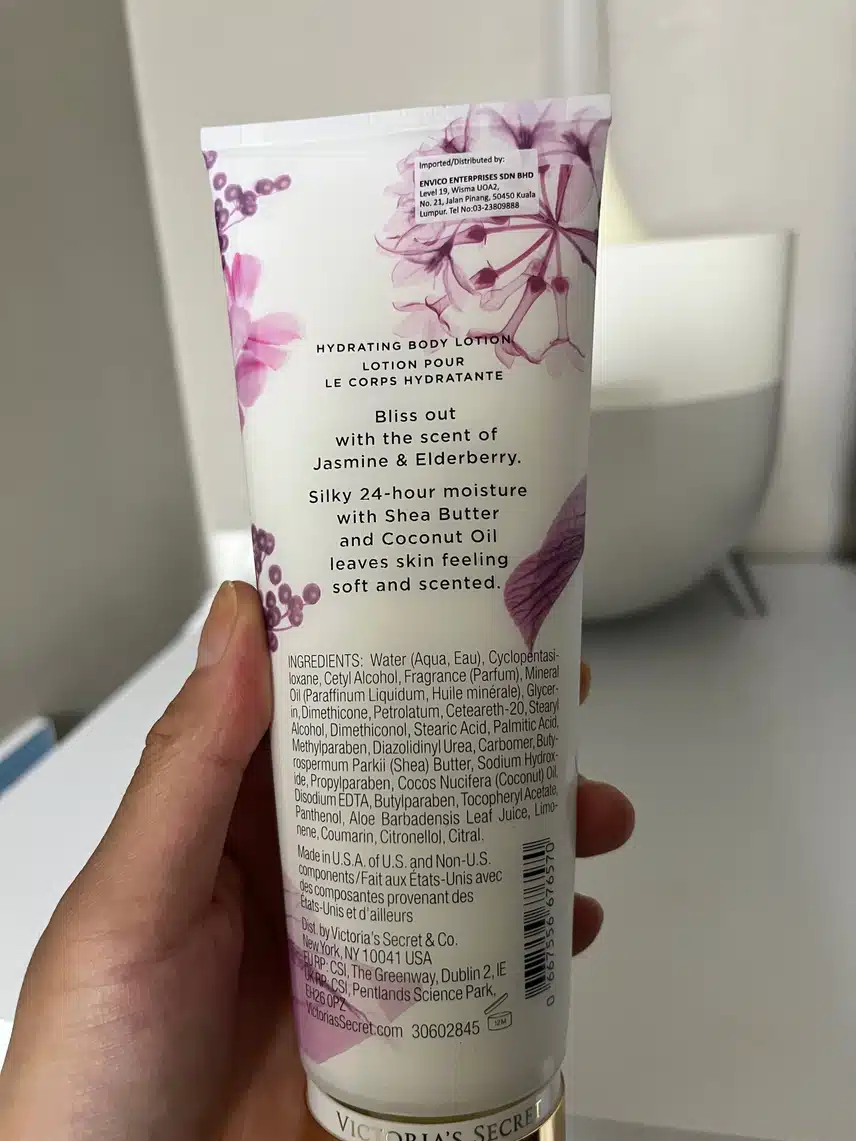 Imported/Distributed by:
ENVICO ENTERPRISES SDN BHD
Level 19, Wisma UOA2,
No. 21, Jalan Pinang, 50450 Kuala
Lumpur. Tel No:03-23809888
HYDRATING BODY LOTION
LOTION POUR
LE CORPS HYDRATANTE
Bliss out
with the scent of
Jasmine & Elderberry.
Silky 24-hour moisture
with Shea Butter
and Coconut Oil
leaves skin feeling
soft and scented.
INGREDIENTS: Water (Aqua, Eau), Cyclopentasi-
loxane, Cetyl Alcohol, Fragrance (Parfum), Mineral
Oil (Paraffinum Liquidum, Huile minérale), Glycer-
in, Dimethicone, Petrolatum, Ceteareth-20, Stearyl
Alcohol, Dimethiconol, Stearic Acid, Palmitic Acid,
Methylparaben, Diazolidinyl Urea, Carbomer, Buty-
rospermum Parkii (Shea) Butter, Sodium Hydrox-
ide, Propylparaben, Cocos Nucifera (Coconut) Oil,
Disodium EDTA, Butylparaben, Tocopheryl Acetate,
Panthenol, Aloe Barbadensis Leaf Juice, Limo-
nene, Coumarin, Citronellol, Citral.
Made in U.S.A. of U.S. and Non-U.S.
components/Fait aux États-Unis avec
des composantes provenant des
États-Unis et d'ailleurs
Dist. by Victoria's Secret & Co.
New York, NY 10041 USA
EU RP: CSI, The Greenway, Dublin 2, IE
UK RP: CSI, Pentlands Science Park,
EH26 0PZ
VictoriasSecret.com 30602845
12M
0 667556 676570
VICTORIA'S SECRET